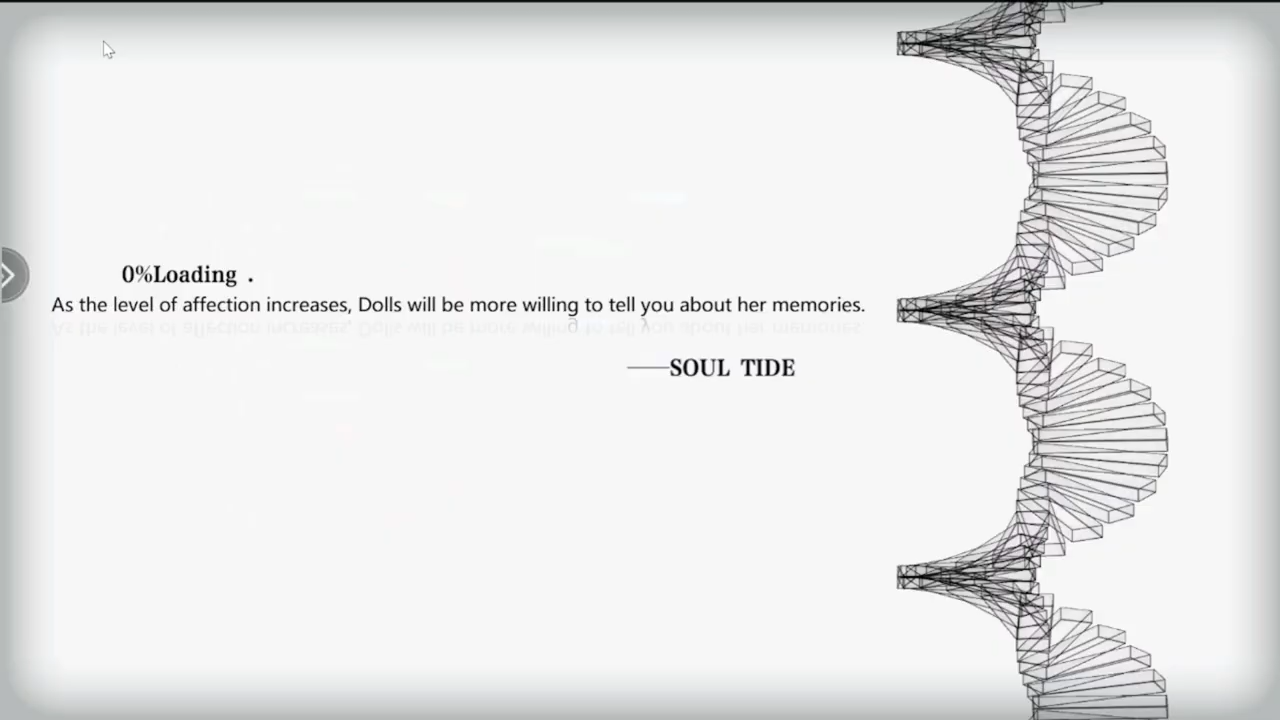 0%Loading .
As the level of affection increases, Dolls will be more willing to tell you about her memories.
——SOUL TIDE